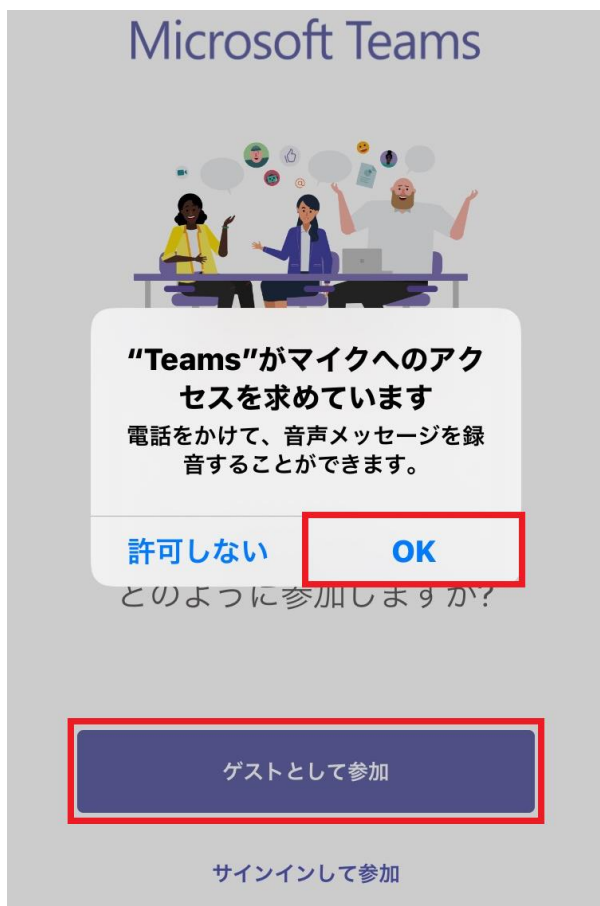 Microsoft Teams
“Teams”がマイクへのアク
セスを求めています
電話をかけて、音声メッセージを録
音することができます。
許可しない
OK
どのように参加しますか?
ゲストとして参加
サインインして参加